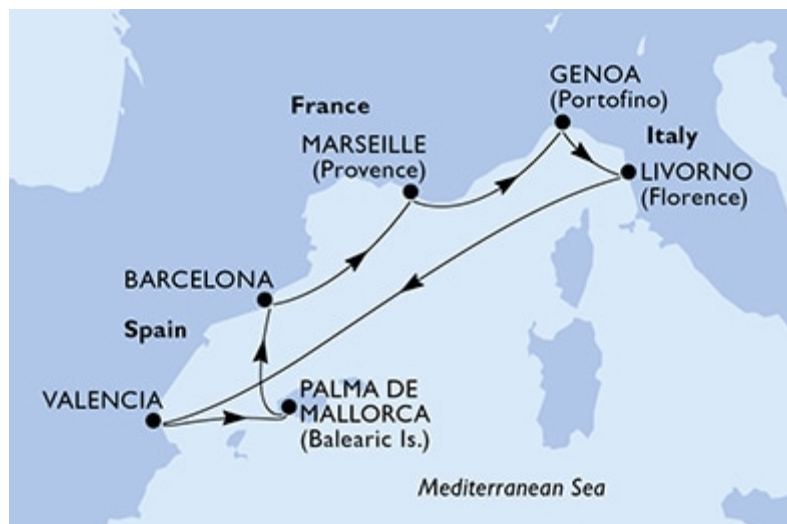 GENOA
(Portofino)
France
MARSEILLE
(Provence)
Italy
LIVORNO
(Florence)
BARCELONA
Spain
VALENCIA
PALMA DE
MALLORCA
(Balearic Is.)
Mediterranean Sea